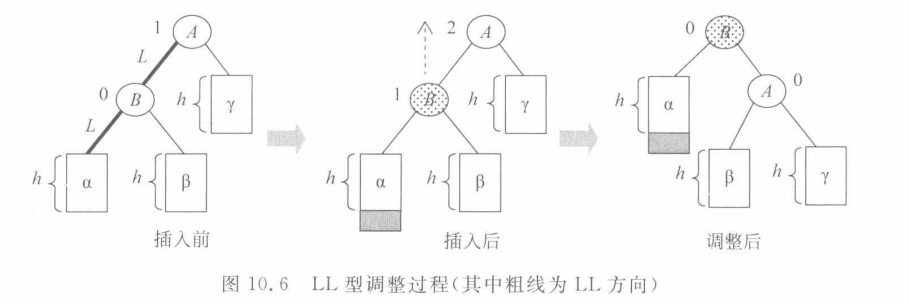 1 A 2 A 0 B
L h γ h γ h α A 0
0 B 1 B
L h α h β h α h β h β h γ
插入前 插入后 调整后
图 10.6 LL 型调整过程(其中粗线为 LL 方向)